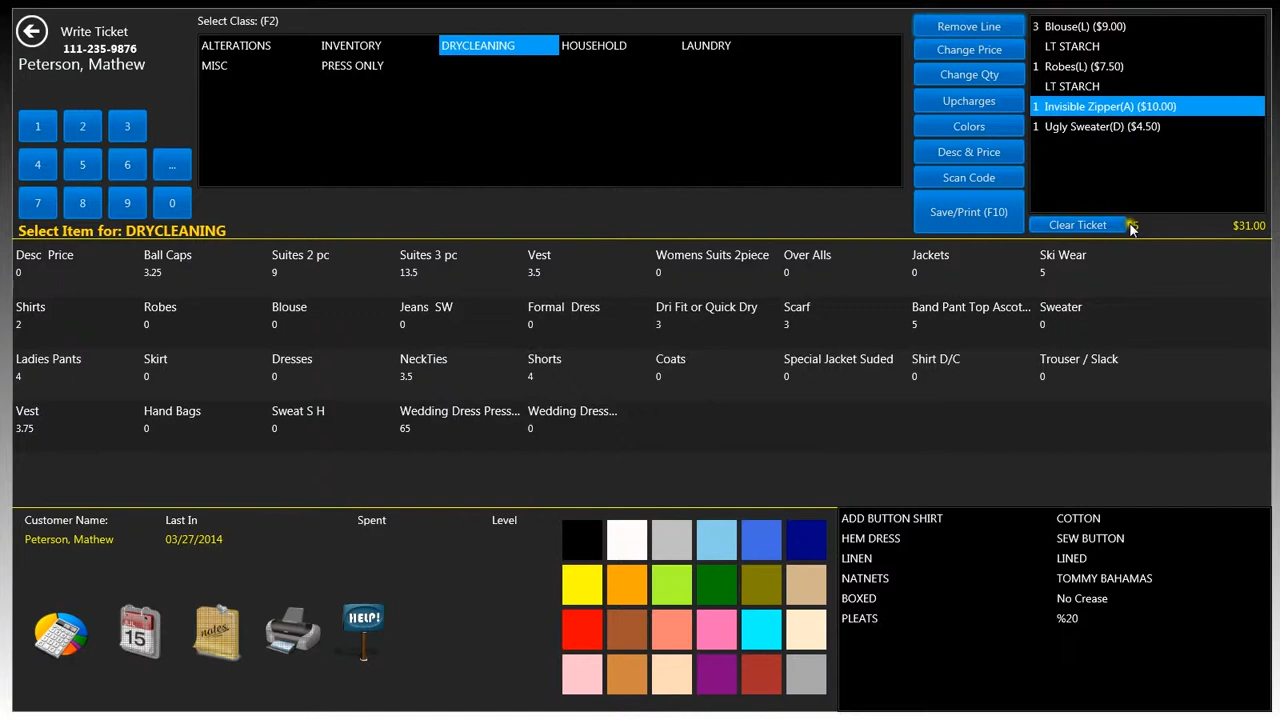 Write Ticket
111-235-9876
Peterson, Mathew
Select Class: (F2)
ALTERATIONS INVENTORY DRYCLEANING HOUSEHOLD LAUNDRY
MISC PRESS ONLY
1 2 3
4 5 6 ...
7 8 9 0
Remove Line
Change Price
Change Qty
Upcharges
Colors
Desc & Price
Scan Code
Save/Print (F10)
3 Blouse(L) ($9.00)
LT STARCH
1 Robes(L) ($7.50)
LT STARCH
1 Invisible Zipper(A) ($10.00)
1 Ugly Sweater(D) ($4.50)
Clear Ticket $31.00
Select Item for: DRYCLEANING
Desc Price Ball Caps Suites 2 pc Suites 3 pc Vest Womens Suits 2piece Over Alls Jackets Ski Wear
0 3.25 9 13.5 3.5 0 0 0 5
Shirts Robes Blouse Jeans SW Formal Dress Dri Fit or Quick Dry Scarf Band Pant Top Ascot... Sweater
2 0 0 0 0 3 3 5 0
Ladies Pants Skirt Dresses NeckTies Shorts Coats Special Jacket Suded Shirt D/C Trouser / Slack
4 0 0 3.5 4 0 0 0 0
Vest Hand Bags Sweat S H Wedding Dress Press... Wedding Dress...
3.75 0 0 65 0
Customer Name: Last In Spent Level
Peterson, Mathew 03/27/2014
15
notes
HELP!
ADD BUTTON SHIRT COTTON
HEM DRESS SEW BUTTON
LINEN LINED
NATNETS TOMMY BAHAMAS
BOXED No Crease
PLEATS %20